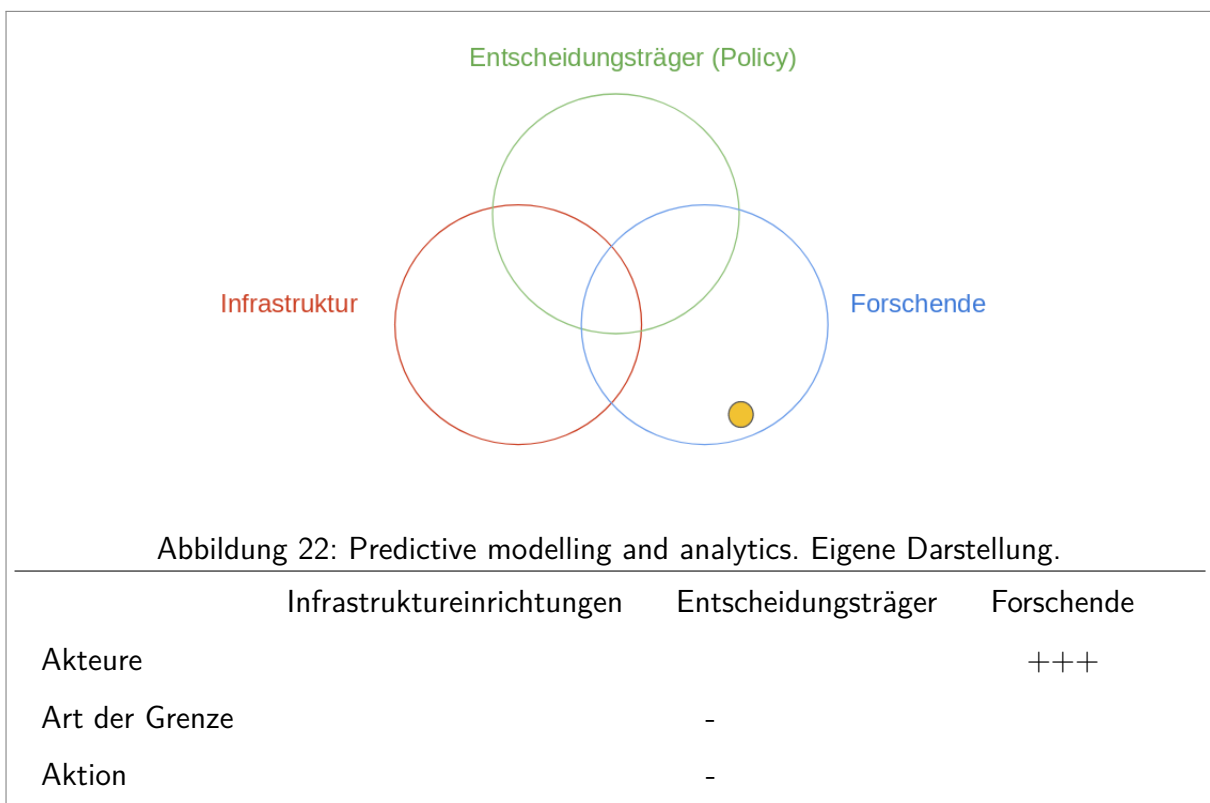 Entscheidungsträger (Policy)
Infrastruktur
Forschende
Abbildung 22: Predictive modelling and analytics. Eigene Darstellung.
Infrastruktureinrichtungen Entscheidungsträger Forschende
Akteure +++
Art der Grenze -
Aktion -